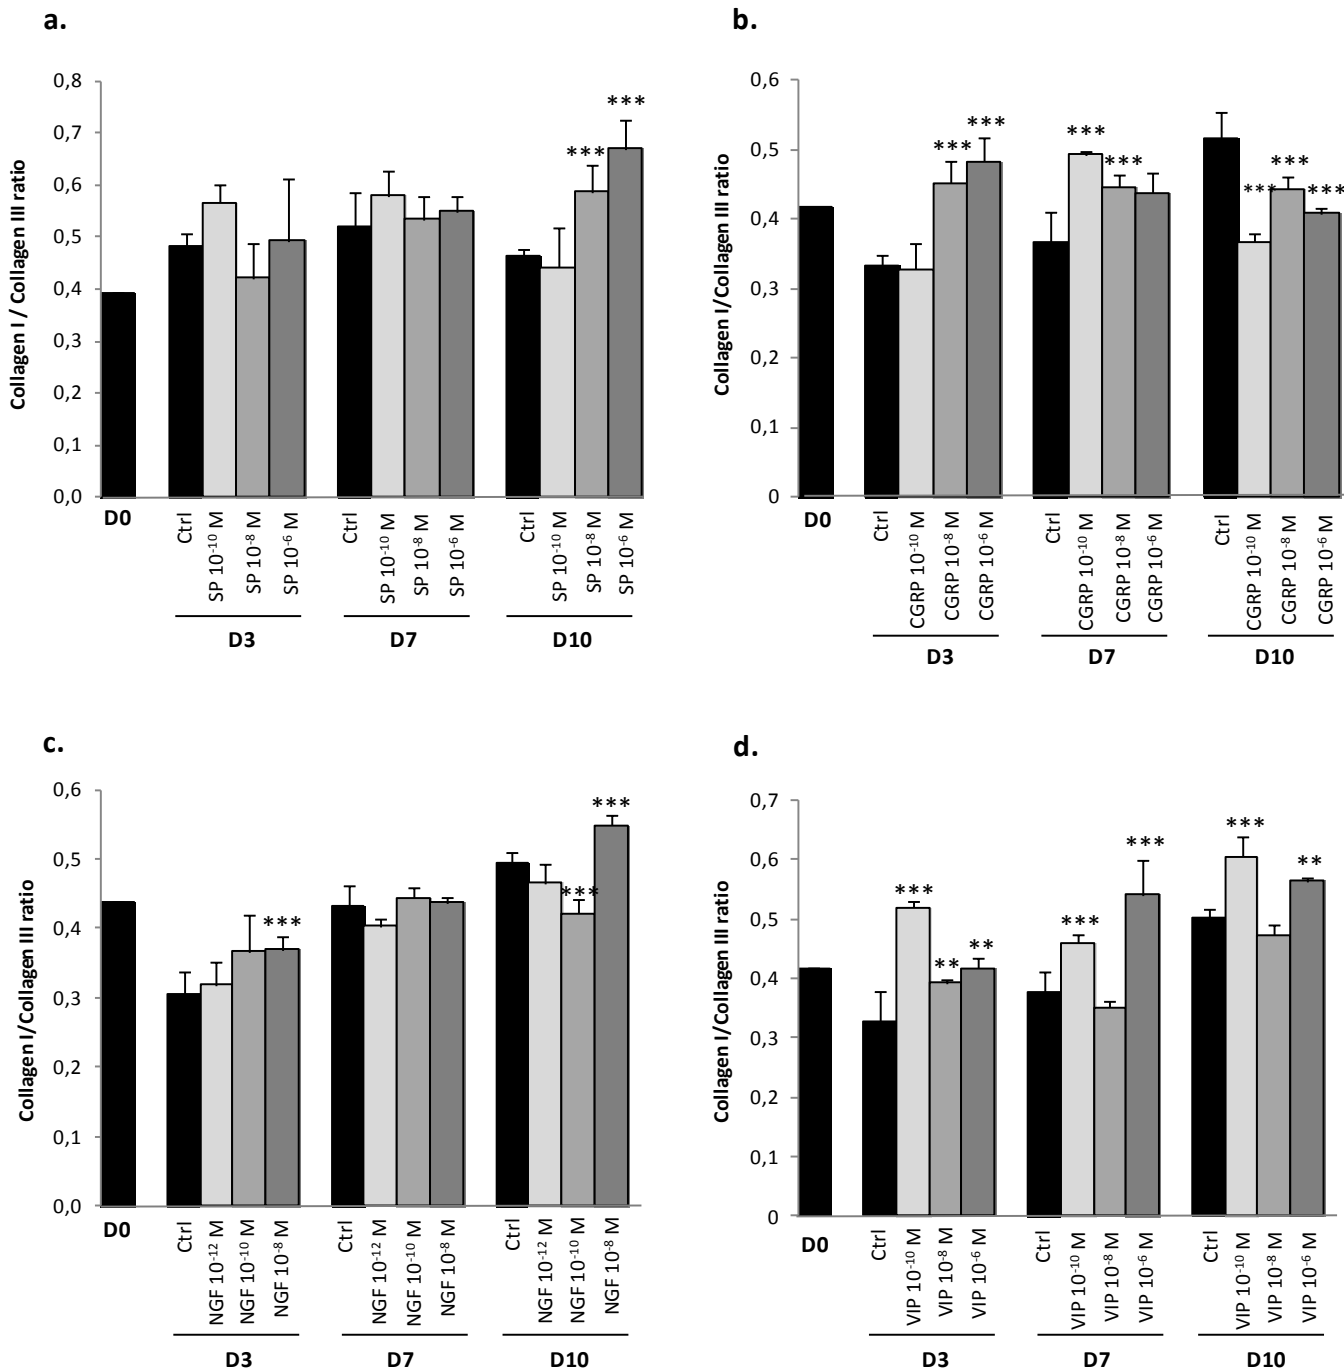 a.
Collagen I / Collagen III ratio
0,8
0,7
0,6
0,5
0,4
0,3
0,2
0,1
0,0
***
***
D0
Ctrl
SP 10⁻¹⁰ M
SP 10⁻⁸ M
SP 10⁻⁶ M
Ctrl
SP 10⁻¹⁰ M
SP 10⁻⁸ M
SP 10⁻⁶ M
Ctrl
SP 10⁻¹⁰ M
SP 10⁻⁸ M
SP 10⁻⁶ M
D3
D7
D10
b.
Collagen I/Collagen III ratio
0,6
0,5
0,4
0,3
0,2
0,1
0
***
***
***
***
***
***
***
D0
Ctrl
CGRP 10⁻¹⁰ M
CGRP 10⁻⁸ M
CGRP 10⁻⁶ M
Ctrl
CGRP 10⁻¹⁰ M
CGRP 10⁻⁸ M
CGRP 10⁻⁶ M
Ctrl
CGRP 10⁻¹⁰ M
CGRP 10⁻⁸ M
CGRP 10⁻⁶ M
D3
D7
D10
c.
Collagen I/Collagen III ratio
0,6
0,5
0,4
0,3
0,2
0,1
0,0
***
***
***
D0
Ctrl
NGF 10⁻¹² M
NGF 10⁻¹⁰ M
NGF 10⁻⁸ M
Ctrl
NGF 10⁻¹² M
NGF 10⁻¹⁰ M
NGF 10⁻⁸ M
Ctrl
NGF 10⁻¹² M
NGF 10⁻¹⁰ M
NGF 10⁻⁸ M
D3
D7
D10
d.
Collagen I/Collagen III ratio
0,7
0,6
0,5
0,4
0,3
0,2
0,1
0
***
**
**
***
***
***
**
D0
Ctrl
VIP 10⁻¹⁰ M
VIP 10⁻⁸ M
VIP 10⁻⁶ M
Ctrl
VIP 10⁻¹⁰ M
VIP 10⁻⁸ M
VIP 10⁻⁶ M
Ctrl
VIP 10⁻¹⁰ M
VIP 10⁻⁸ M
VIP 10⁻⁶ M
D3
D7
D10